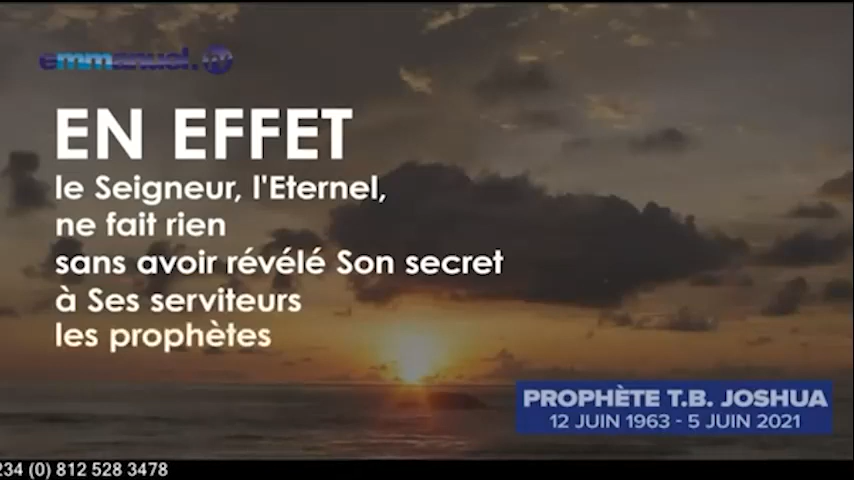 emmanuel.tv
EN EFFET
le Seigneur, l'Eternel,
ne fait rien
sans avoir révélé Son secret
à Ses serviteurs
les prophètes
PROPHÈTE T.B. JOSHUA
12 JUIN 1963 - 5 JUIN 2021
234 (0) 812 528 3478